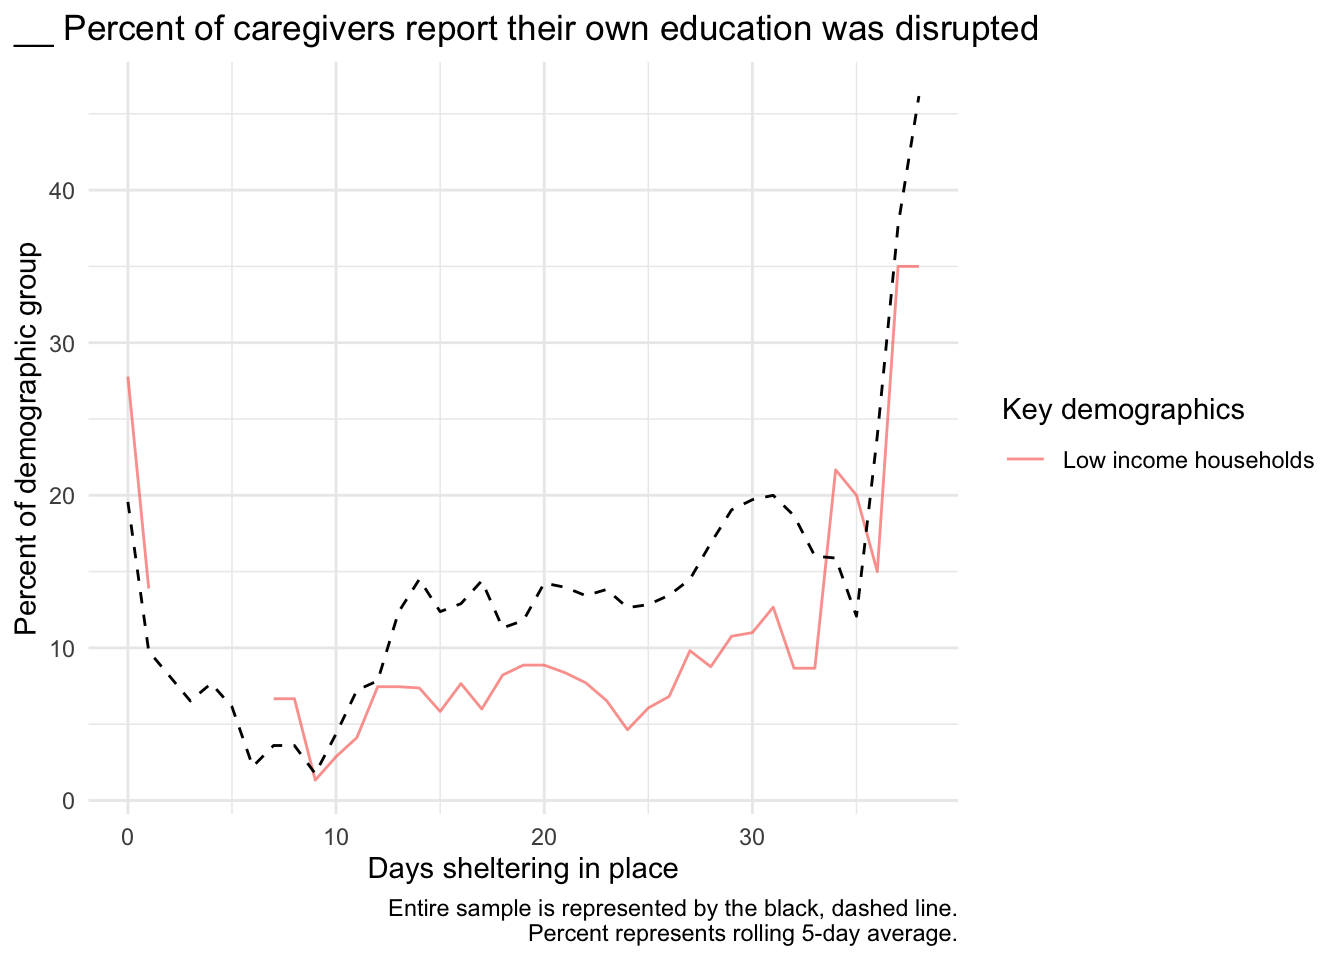 __ Percent of caregivers report their own education was disrupted
Percent of demographic group
40
30
20
10
0
0 10 20 30
Days sheltering in place
Key demographics
Low income households
Entire sample is represented by the black, dashed line.
Percent represents rolling 5-day average.